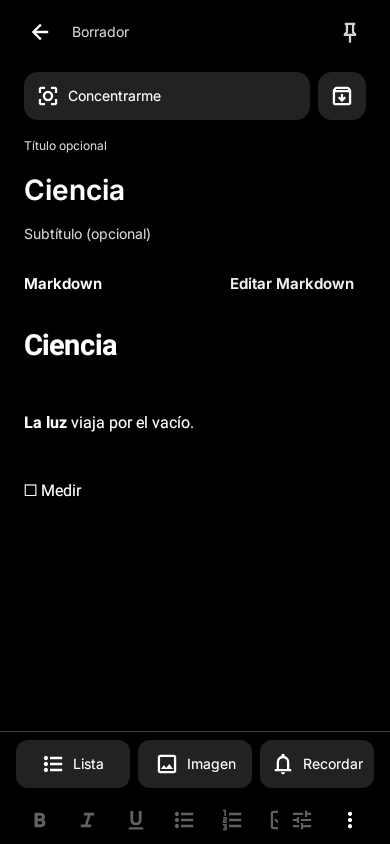 Borrador
Concentrarme
Título opcional
Ciencia
Subtítulo (opcional)
Markdown
Editar Markdown
Ciencia
La luz viaja por el vacío.
☐ Medir
Lista
Imagen
Recordar